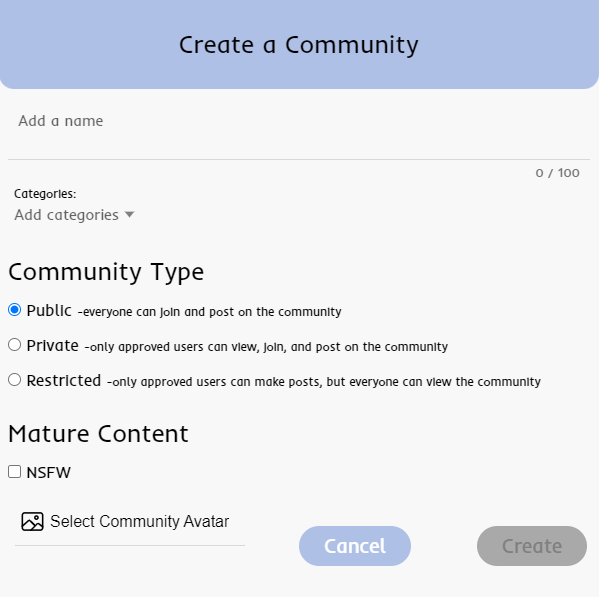 Create a Community
Add a name
0 / 100
Categories:
Add categories
Community Type
Public -everyone can join and post on the community
Private -only approved users can view, join, and post on the community
Restricted -only approved users can make posts, but everyone can view the community
Mature Content
NSFW
Select Community Avatar
Cancel
Create